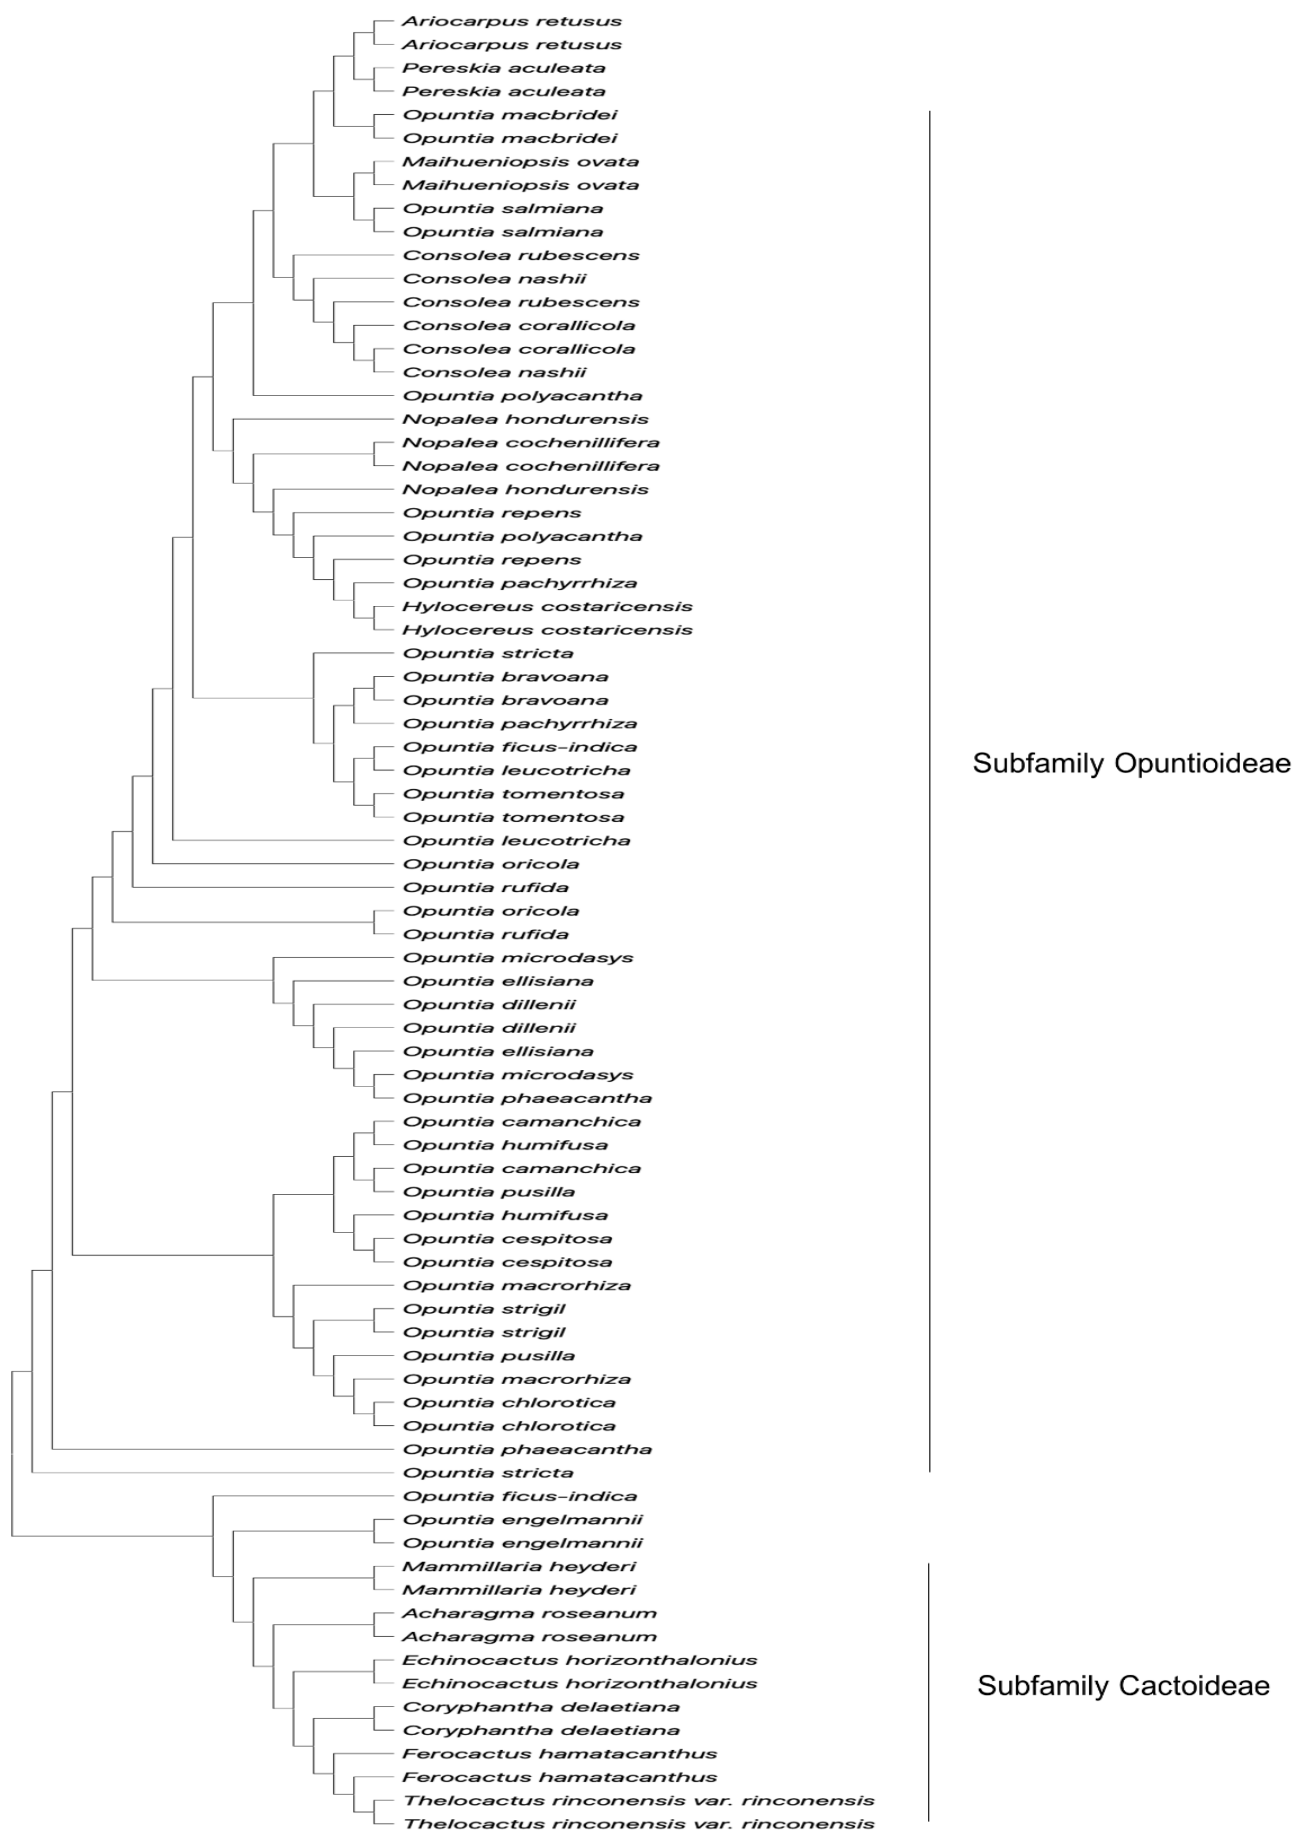 Ariocarpus retusus
Ariocarpus retusus
Pereskia aculeata
Pereskia aculeata
Opuntia macbridei
Opuntia macbridei
Maihueniopsis ovata
Maihueniopsis ovata
Opuntia salmiana
Opuntia salmiana
Consolea rubescens
Consolea nashii
Consolea rubescens
Consolea corallicola
Consolea corallicola
Consolea nashii
Opuntia polyacantha
Nopalea hondurensis
Nopalea cochenillifera
Nopalea cochenillifera
Nopalea hondurensis
Opuntia repens
Opuntia polyacantha
Opuntia repens
Opuntia pachyrrhiza
Hylocereus costaricensis
Hylocereus costaricensis
Opuntia stricta
Opuntia bravoana
Opuntia bravoana
Opuntia pachyrrhiza
Opuntia ficus-indica
Opuntia leucotricha
Opuntia tomentosa
Opuntia tomentosa
Opuntia leucotricha
Opuntia oricola
Opuntia rufida
Opuntia oricola
Opuntia rufida
Opuntia microdasys
Opuntia ellisiana
Opuntia dillenii
Opuntia dillenii
Opuntia ellisiana
Opuntia microdasys
Opuntia phaeacantha
Opuntia camanchica
Opuntia humifusa
Opuntia camanchica
Opuntia pusilla
Opuntia humifusa
Opuntia cespitosa
Opuntia cespitosa
Opuntia macrorhiza
Opuntia strigil
Opuntia strigil
Opuntia pusilla
Opuntia macrorhiza
Opuntia chlorotica
Opuntia chlorotica
Opuntia phaeacantha
Opuntia stricta
Subfamily Opuntioideae
Opuntia ficus-indica
Opuntia engelmannii
Opuntia engelmannii
Mammillaria heyderi
Mammillaria heyderi
Acharagma roseanum
Acharagma roseanum
Echinocactus horizonthalonius
Echinocactus horizonthalonius
Coryphantha delaetiana
Coryphantha delaetiana
Ferocactus hamatacanthus
Ferocactus hamatacanthus
Thelocactus rinconensis var. rinconensis
Thelocactus rinconensis var. rinconensis
Subfamily Cactoideae